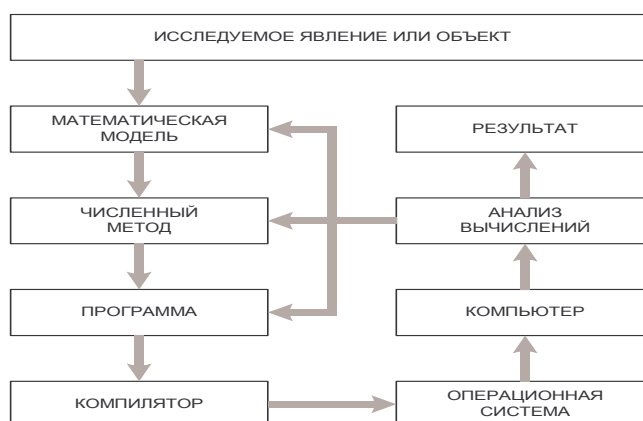 ИССЛЕДУЕМОЕ ЯВЛЕНИЕ ИЛИ ОБЪЕКТ
МАТЕМАТИЧЕСКАЯ
МОДЕЛЬ
РЕЗУЛЬТАТ
ЧИСЛЕННЫЙ
МЕТОД
АНАЛИЗ
ВЫЧИСЛЕНИЙ
ПРОГРАММА
КОМПЬЮТЕР
КОМПИЛЯТОР
ОПЕРАЦИОННАЯ
СИСТЕМА